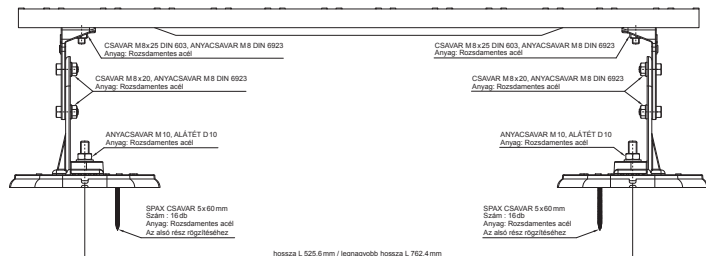 CSAVAR M8x25 DIN 603, ANYACSAVAR M8 DIN 6923
Anyag: Rozsdamentes acél
CSAVAR M8x25 DIN 603, ANYACSAVAR M8 DIN 6923
Anyag: Rozsdamentes acél
CSAVAR M8x20, ANYACSAVAR M8 DIN 6923
Anyag: Rozsdamentes acél
CSAVAR M8x20, ANYACSAVAR M8 DIN 6923
Anyag: Rozsdamentes acél
ANYACSAVAR M10, ALÁTÉT D10
Anyag: Rozsdamentes acél
ANYACSAVAR M10, ALÁTÉT D10
Anyag: Rozsdamentes acél
SPAX CSAVAR 5x60mm
Szám : 16db
Anyag: Rozsdamentes acél
Az alsó rész rögzítéséhez
SPAX CSAVAR 5x60mm
Szám : 16db
Anyag: Rozsdamentes acél
Az alsó rész rögzítéséhez
hossza L 525.6mm / legnagyobb hossza L 762.4mm